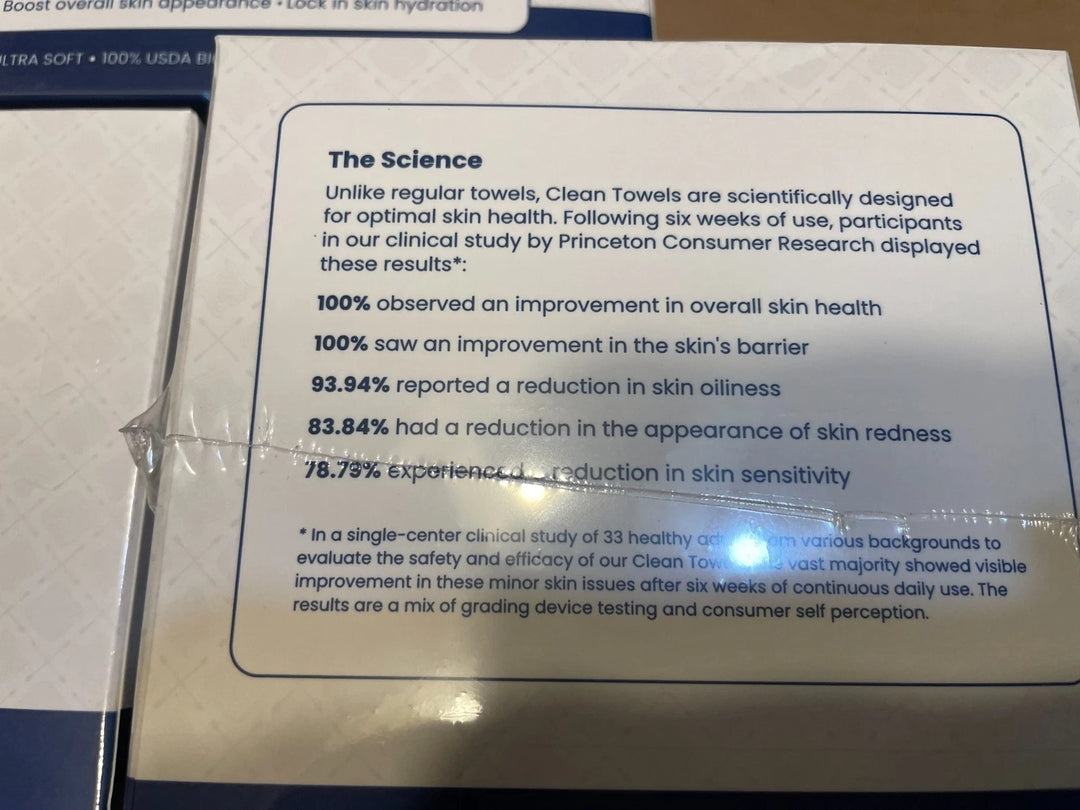 Boost overall skin appearance • Lock in skin hydration
ULTRA SOFT • 100% USDA
The Science
Unlike regular towels, Clean Towels are scientifically designed
for optimal skin health. Following six weeks of use, participants
in our clinical study by Princeton Consumer Research displayed
these results*:
100% observed an improvement in overall skin health
100% saw an improvement in the skin's barrier
93.94% reported a reduction in skin oiliness
83.84% had a reduction in the appearance of skin redness
78.79% experienced reduction in skin sensitivity
* In a single-center clinical study of 33 healthy various backgrounds to
evaluate the safety and efficacy of our Clean vast majority showed visible
improvement in these minor skin issues after six weeks of continuous daily use. The
results are a mix of grading device testing and consumer self perception.